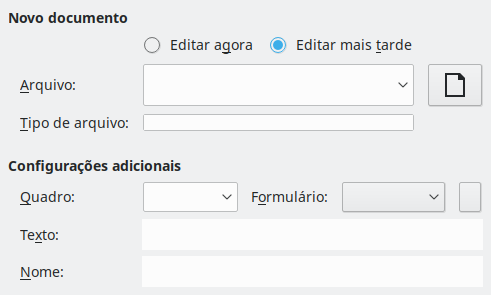 Novo documento
Editar agora Editar mais tarde
Arquivo:
Tipo de arquivo:
Configurações adicionais
Quadro: Formulário:
Texto:
Nome: